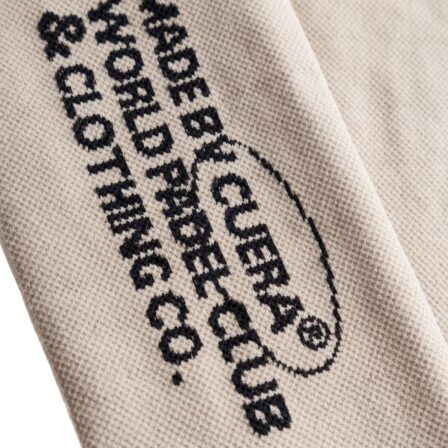 MADE BY CUERA®
WORLD PADEL-CLUB
& CLOTHING CO.